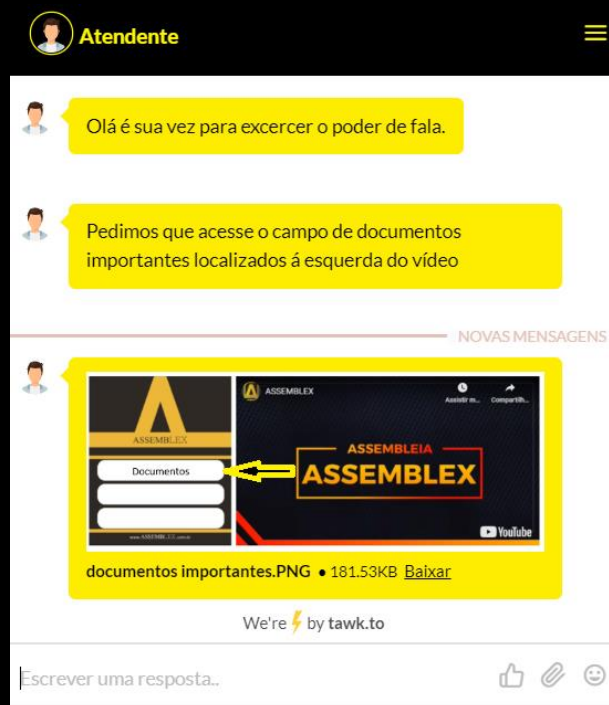 Atendente
Olá é sua vez para excercer o poder de fala.
Pedimos que acesse o campo de documentos
importantes localizados á esquerda do vídeo
NOVAS MENSAGENS
ASSEMBLEX
Documentos
ASSEMBLEX
Assistir m...
Compartilh...
ASSEMBLEIA
ASSEMBLEX
YouTube
documentos importantes.PNG • 181.53KB Baixar
We're by tawk.to
Escrever uma resposta..